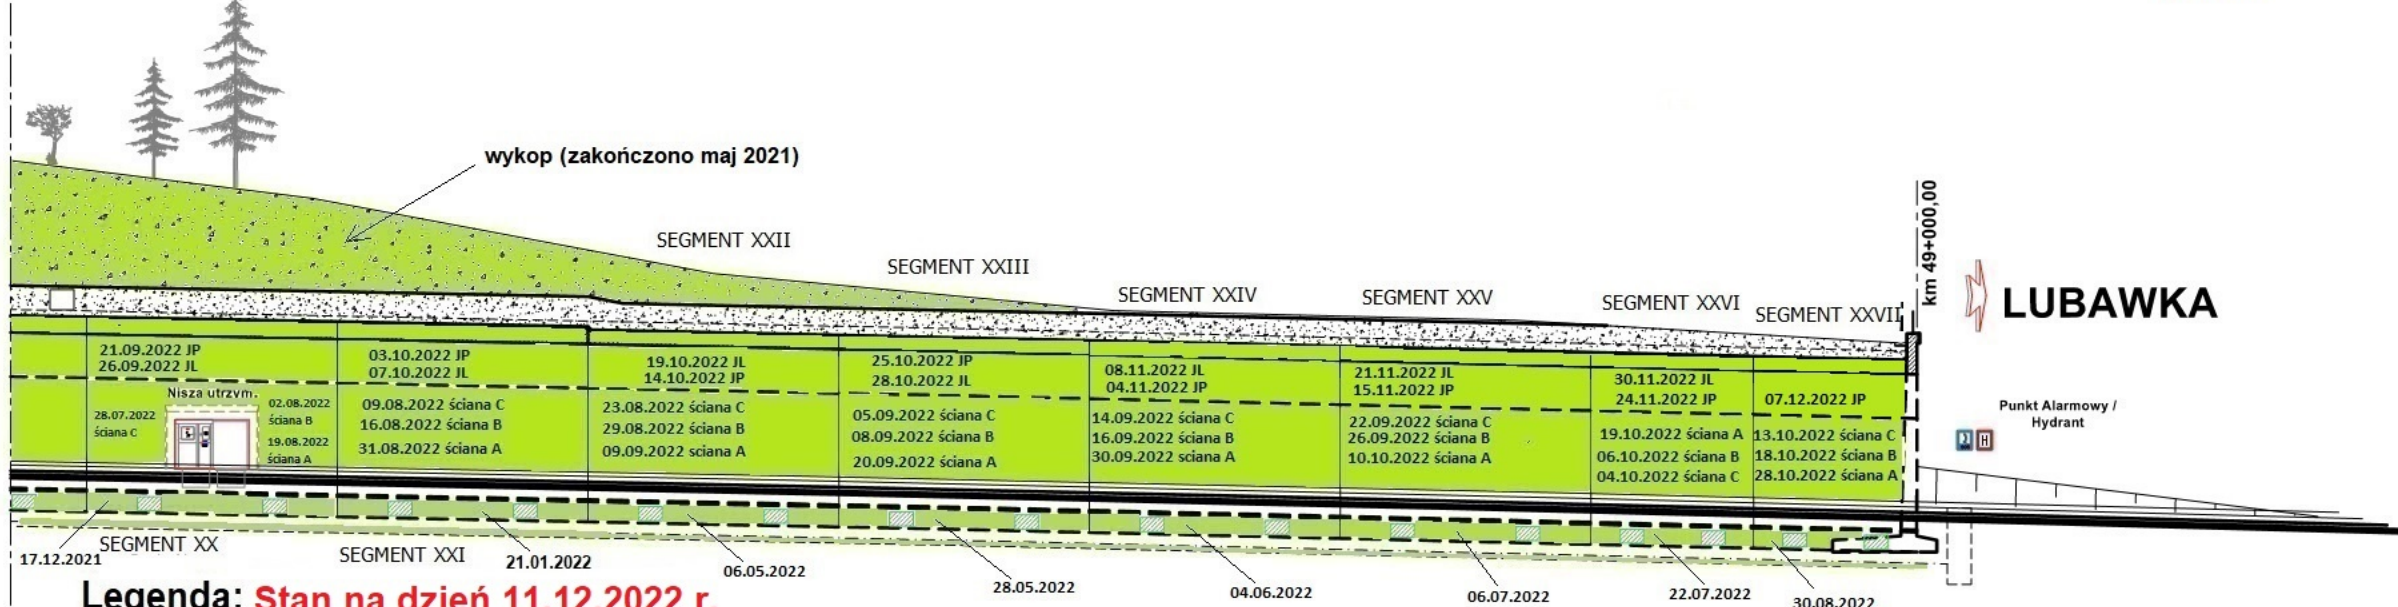 wykop (zakończono maj 2021)
SEGMENT XXII
SEGMENT XXIII
SEGMENT XXIV
SEGMENT XXV
SEGMENT XXVI
SEGMENT XXVII
km 49+000,00
LUBAWKA
21.09.2022 JP
26.09.2022 JL
Nisza utrzym.
28.07.2022
ściana C
02.08.2022
ściana B
19.08.2022
ściana A
03.10.2022 JP
07.10.2022 JL
09.08.2022 ściana C
16.08.2022 ściana B
31.08.2022 ściana A
19.10.2022 JL
14.10.2022 JP
23.08.2022 ściana C
29.08.2022 ściana B
09.09.2022 sciana A
25.10.2022 JP
28.10.2022 JL
05.09.2022 ściana C
08.09.2022 ściana B
20.09.2022 ściana A
08.11.2022 JL
04.11.2022 JP
14.09.2022 ściana C
16.09.2022 ściana B
30.09.2022 sciana A
21.11.2022 JL
15.11.2022 JP
22.09.2022 ściana C
26.09.2022 ściana B
10.10.2022 ściana A
30.11.2022 JL
24.11.2022 JP
19.10.2022 ściana A
06.10.2022 ściana B
04.10.2022 ściana C
07.12.2022 JP
13.10.2022 ściana C
18.10.2022 ściana B
28.10.2022 ściana A
Punkt Alarmowy /
Hydrant
H
17.12.2021
SEGMENT XX
SEGMENT XXI
21.01.2022
06.05.2022
28.05.2022
04.06.2022
06.07.2022
22.07.2022
30.08.2022
Legenda: Stan na dzień 11.12.2022 r.